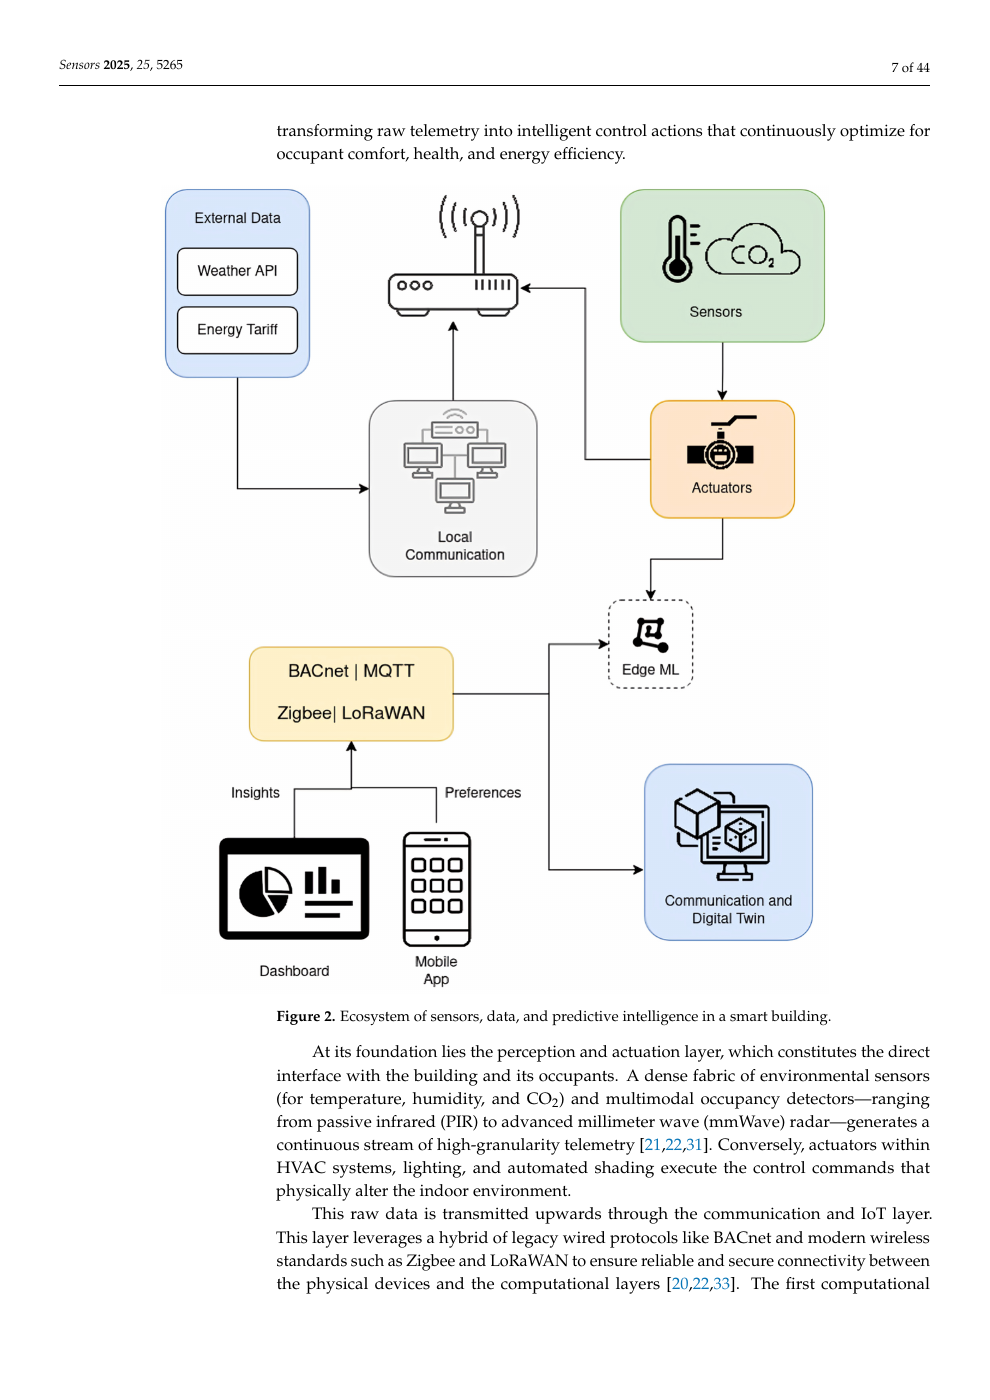 Sensors 2025, 25, 5265
7 of 44
transforming raw telemetry into intelligent control actions that continuously optimize for
occupant comfort, health, and energy efficiency.
External Data
Weather API
Energy Tariff
CO2
Sensors
Actuators
Local
Communication
Edge ML
BACnet | MQTT
Zigbee| LoRaWAN
Insights
Preferences
Communication and
Digital Twin
Dashboard
Mobile
App
Figure 2. Ecosystem of sensors, data, and predictive intelligence in a smart building.
At its foundation lies the perception and actuation layer, which constitutes the direct
interface with the building and its occupants. A dense fabric of environmental sensors
(for temperature, humidity, and CO2) and multimodal occupancy detectors—ranging
from passive infrared (PIR) to advanced millimeter wave (mmWave) radar—generates a
continuous stream of high-granularity telemetry [21,22,31]. Conversely, actuators within
HVAC systems, lighting, and automated shading execute the control commands that
physically alter the indoor environment.
This raw data is transmitted upwards through the communication and IoT layer.
This layer leverages a hybrid of legacy wired protocols like BACnet and modern wireless
standards such as Zigbee and LoRaWAN to ensure reliable and secure connectivity between
the physical devices and the computational layers [20,22,33]. The first computational